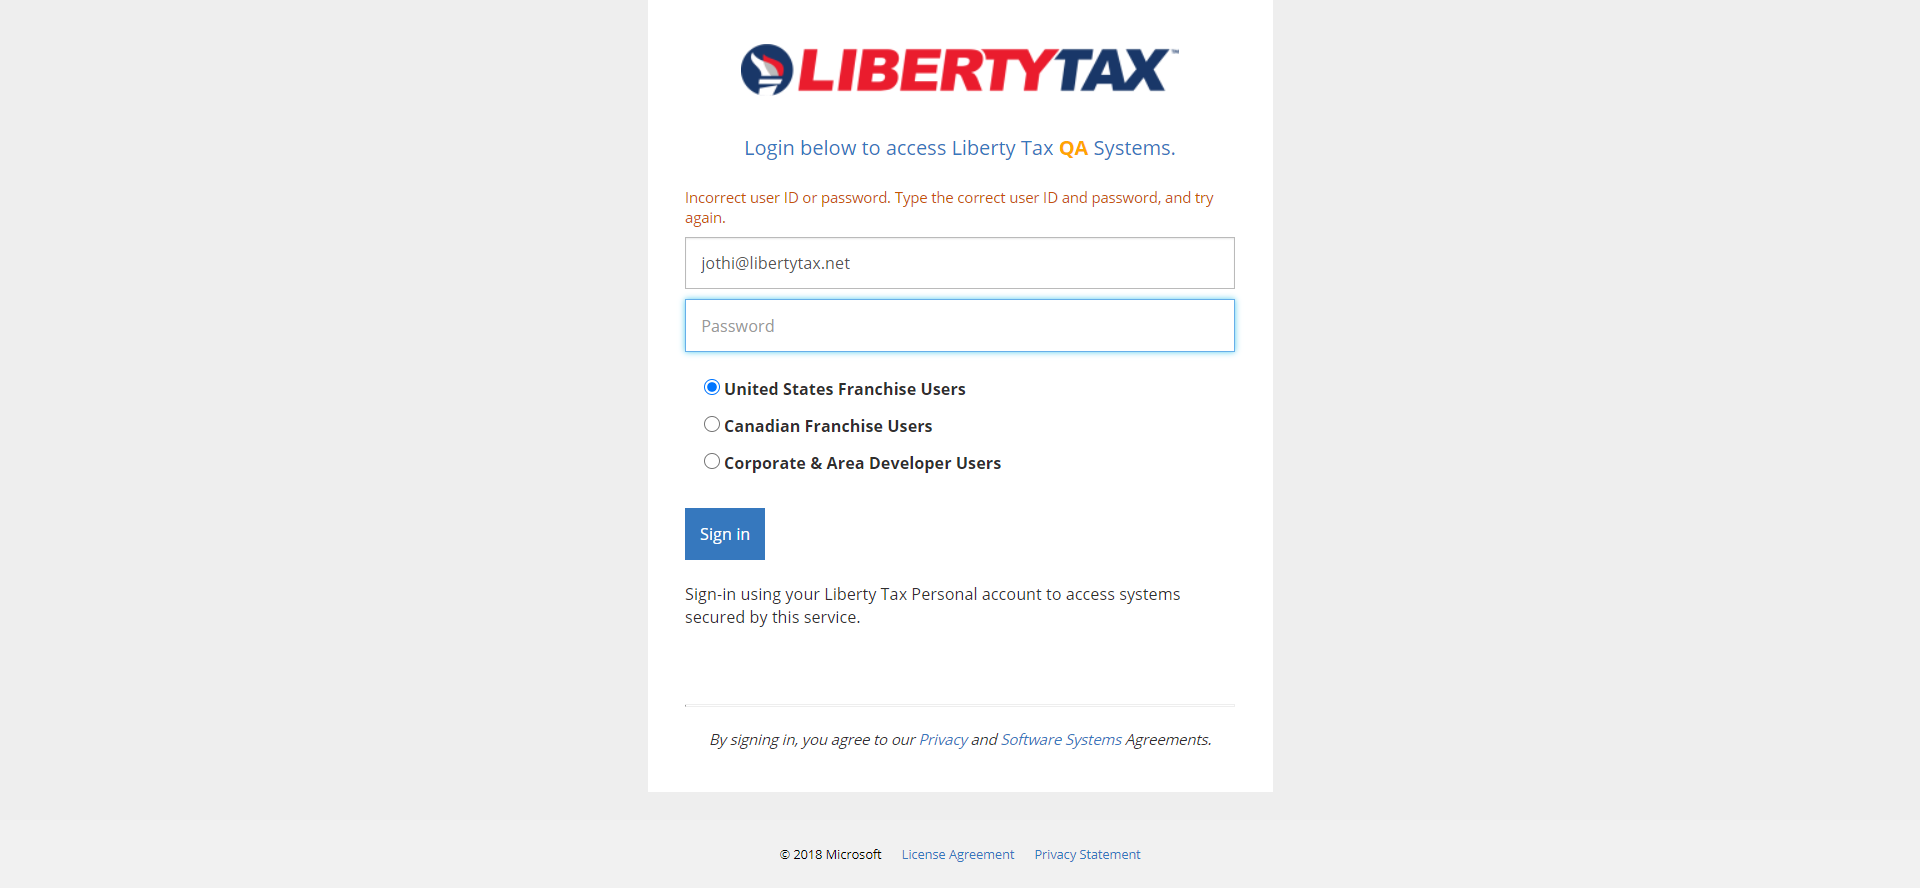 LIBERTYTAX™
Login below to access Liberty Tax QA Systems.
Incorrect user ID or password. Type the correct user ID and password, and try
again.
jothi@libertytax.net
Password
United States Franchise Users
Canadian Franchise Users
Corporate & Area Developer Users
Sign in
Sign-in using your Liberty Tax Personal account to access systems
secured by this service.
By signing in, you agree to our Privacy and Software Systems Agreements.
© 2018 Microsoft License Agreement Privacy Statement